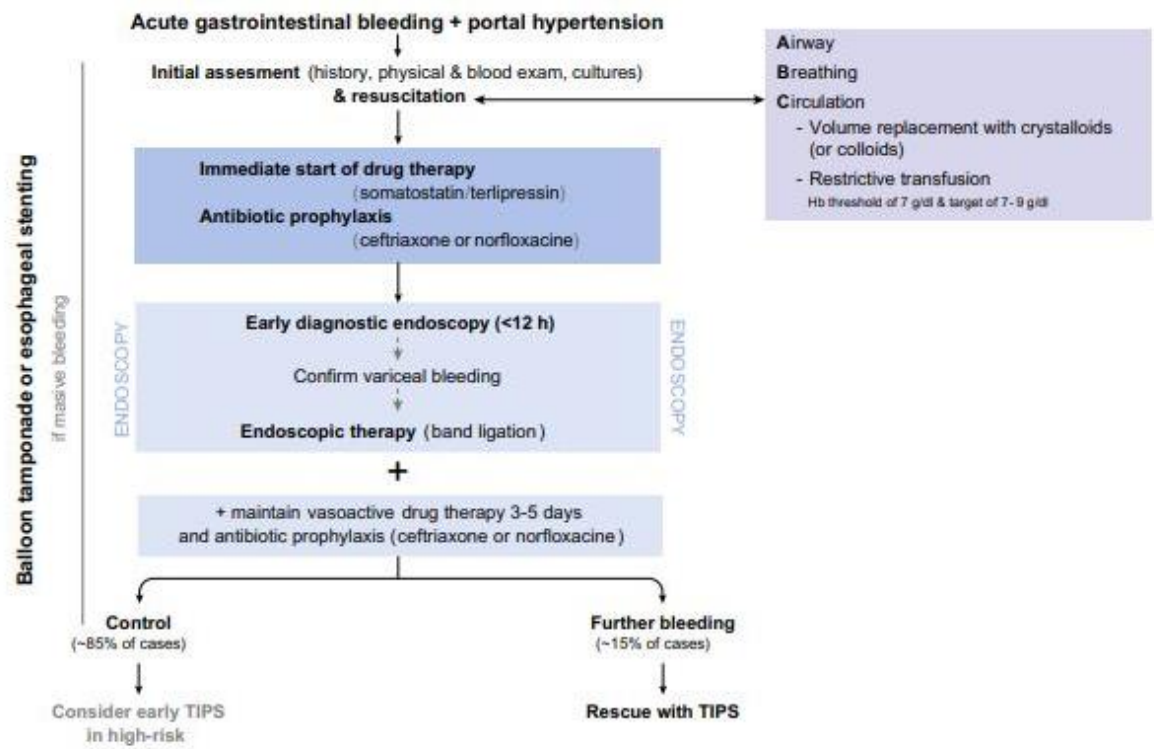 Acute gastrointestinal bleeding + portal hypertension
Initial assesment (history, physical & blood exam, cultures)
& resuscitation
Airway
Breathing
Circulation
- Volume replacement with crystalloids
(or colloids)
- Restrictive transfusion
Hb threshold of 7 g/dl & target of 7- 9 g/dl
Balloon tamponade or esophageal stenting
if masive bleeding
Immediate start of drug therapy
(somatostatin/terlipressin)
Antibiotic prophylaxis
(ceftriaxone or norfloxacine)
ENDOSCOPY
Early diagnostic endoscopy (<12 h)
Confirm variceal bleeding
Endoscopic therapy (band ligation)
ENDOSCOPY
+
+ maintain vasoactive drug therapy 3-5 days
and antibiotic prophylaxis (ceftriaxone or norfloxacine)
Control
(~85% of cases)
Further bleeding
(~15% of cases)
Consider early TIPS
in high-risk
Rescue with TIPS